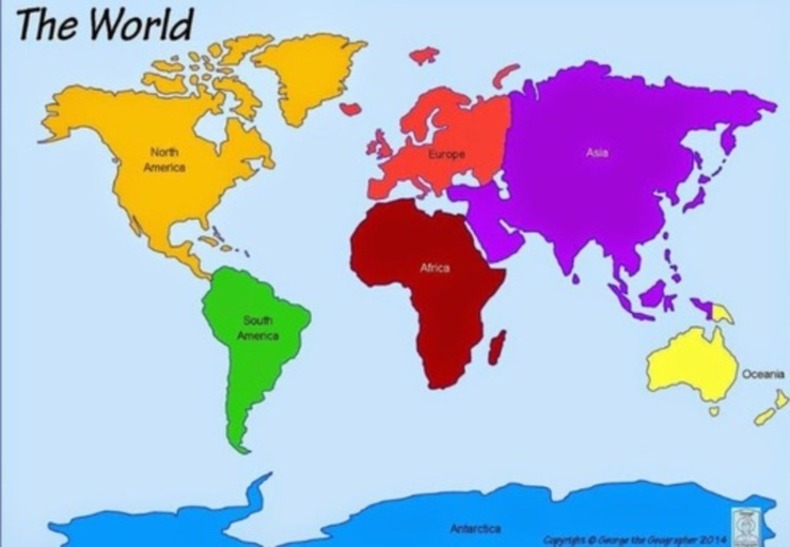 The World
North
America
Europe
Asia
Africa
South
America
Oceania
Antarctica
Copyright © George the Geographer 2014